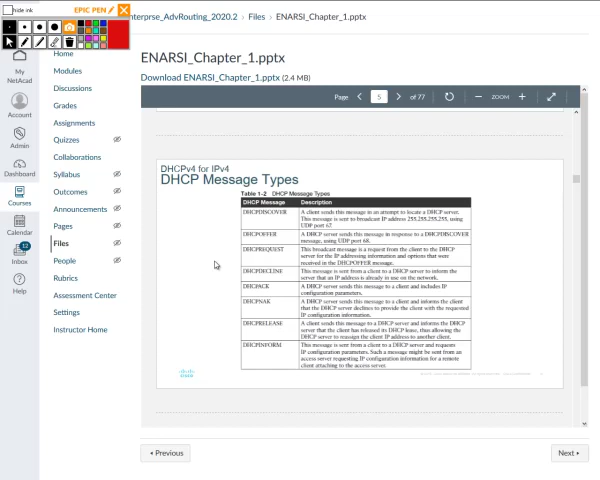 hide ink
EPIC PEN
nterprse_AdvRouting_2020.2 › Files › ENARSI_Chapter_1.pptx
My NetAcad
Account
Admin
Dashboard
Courses
Calendar
12
Inbox
Help
Home
Modules
Discussions
Grades
Assignments
Quizzes
Collaborations
Syllabus
Outcomes
Announcements
Pages
Files
People
Rubrics
Assessment Center
Settings
Instructor Home
ENARSI_Chapter_1.pptx
Download ENARSI_Chapter_1.pptx (2.4 MB)
Page < 5 > of 77 — ZOOM +
DHCPv4 for IPv4
DHCP Message Types
Table 1-2 DHCP Message Types
DHCP Message Description
DHCPDISCOVER A client sends this message in an attempt to locate a DHCP server.
This message is sent to broadcast IP address 255.255.255.255, using
UDP port 67.
DHCPOFFER A DHCP server sends this message in response to a DHCPDISCOVER
message, using UDP port 68.
DHCPREQUEST This broadcast message is a request from the client to the DHCP
server for the IP addressing information and options that were
received in the DHCPOFFER message.
DHCPDECLINE This message is sent from a client to a DHCP server to inform the
server that an IP address is already in use on the network.
DHCPACK A DHCP server sends this message to a client and includes IP
configuration parameters.
DHCPNAK A DHCP server sends this message to a client and informs the client
that the DHCP server declines to provide the client with the requested
IP configuration information.
DHCPRELEASE A client sends this message to a DHCP server and informs the DHCP
server that the client has released its DHCP lease, thus allowing the
DHCP server to reassign the client IP address to another client.
DHCPINFORM This message is sent from a client to a DHCP server and requests
IP configuration parameters. Such a message might be sent from an
access server requesting IP configuration information for a remote
client attaching to the access server.
cisco
◂ Previous
Next ▸